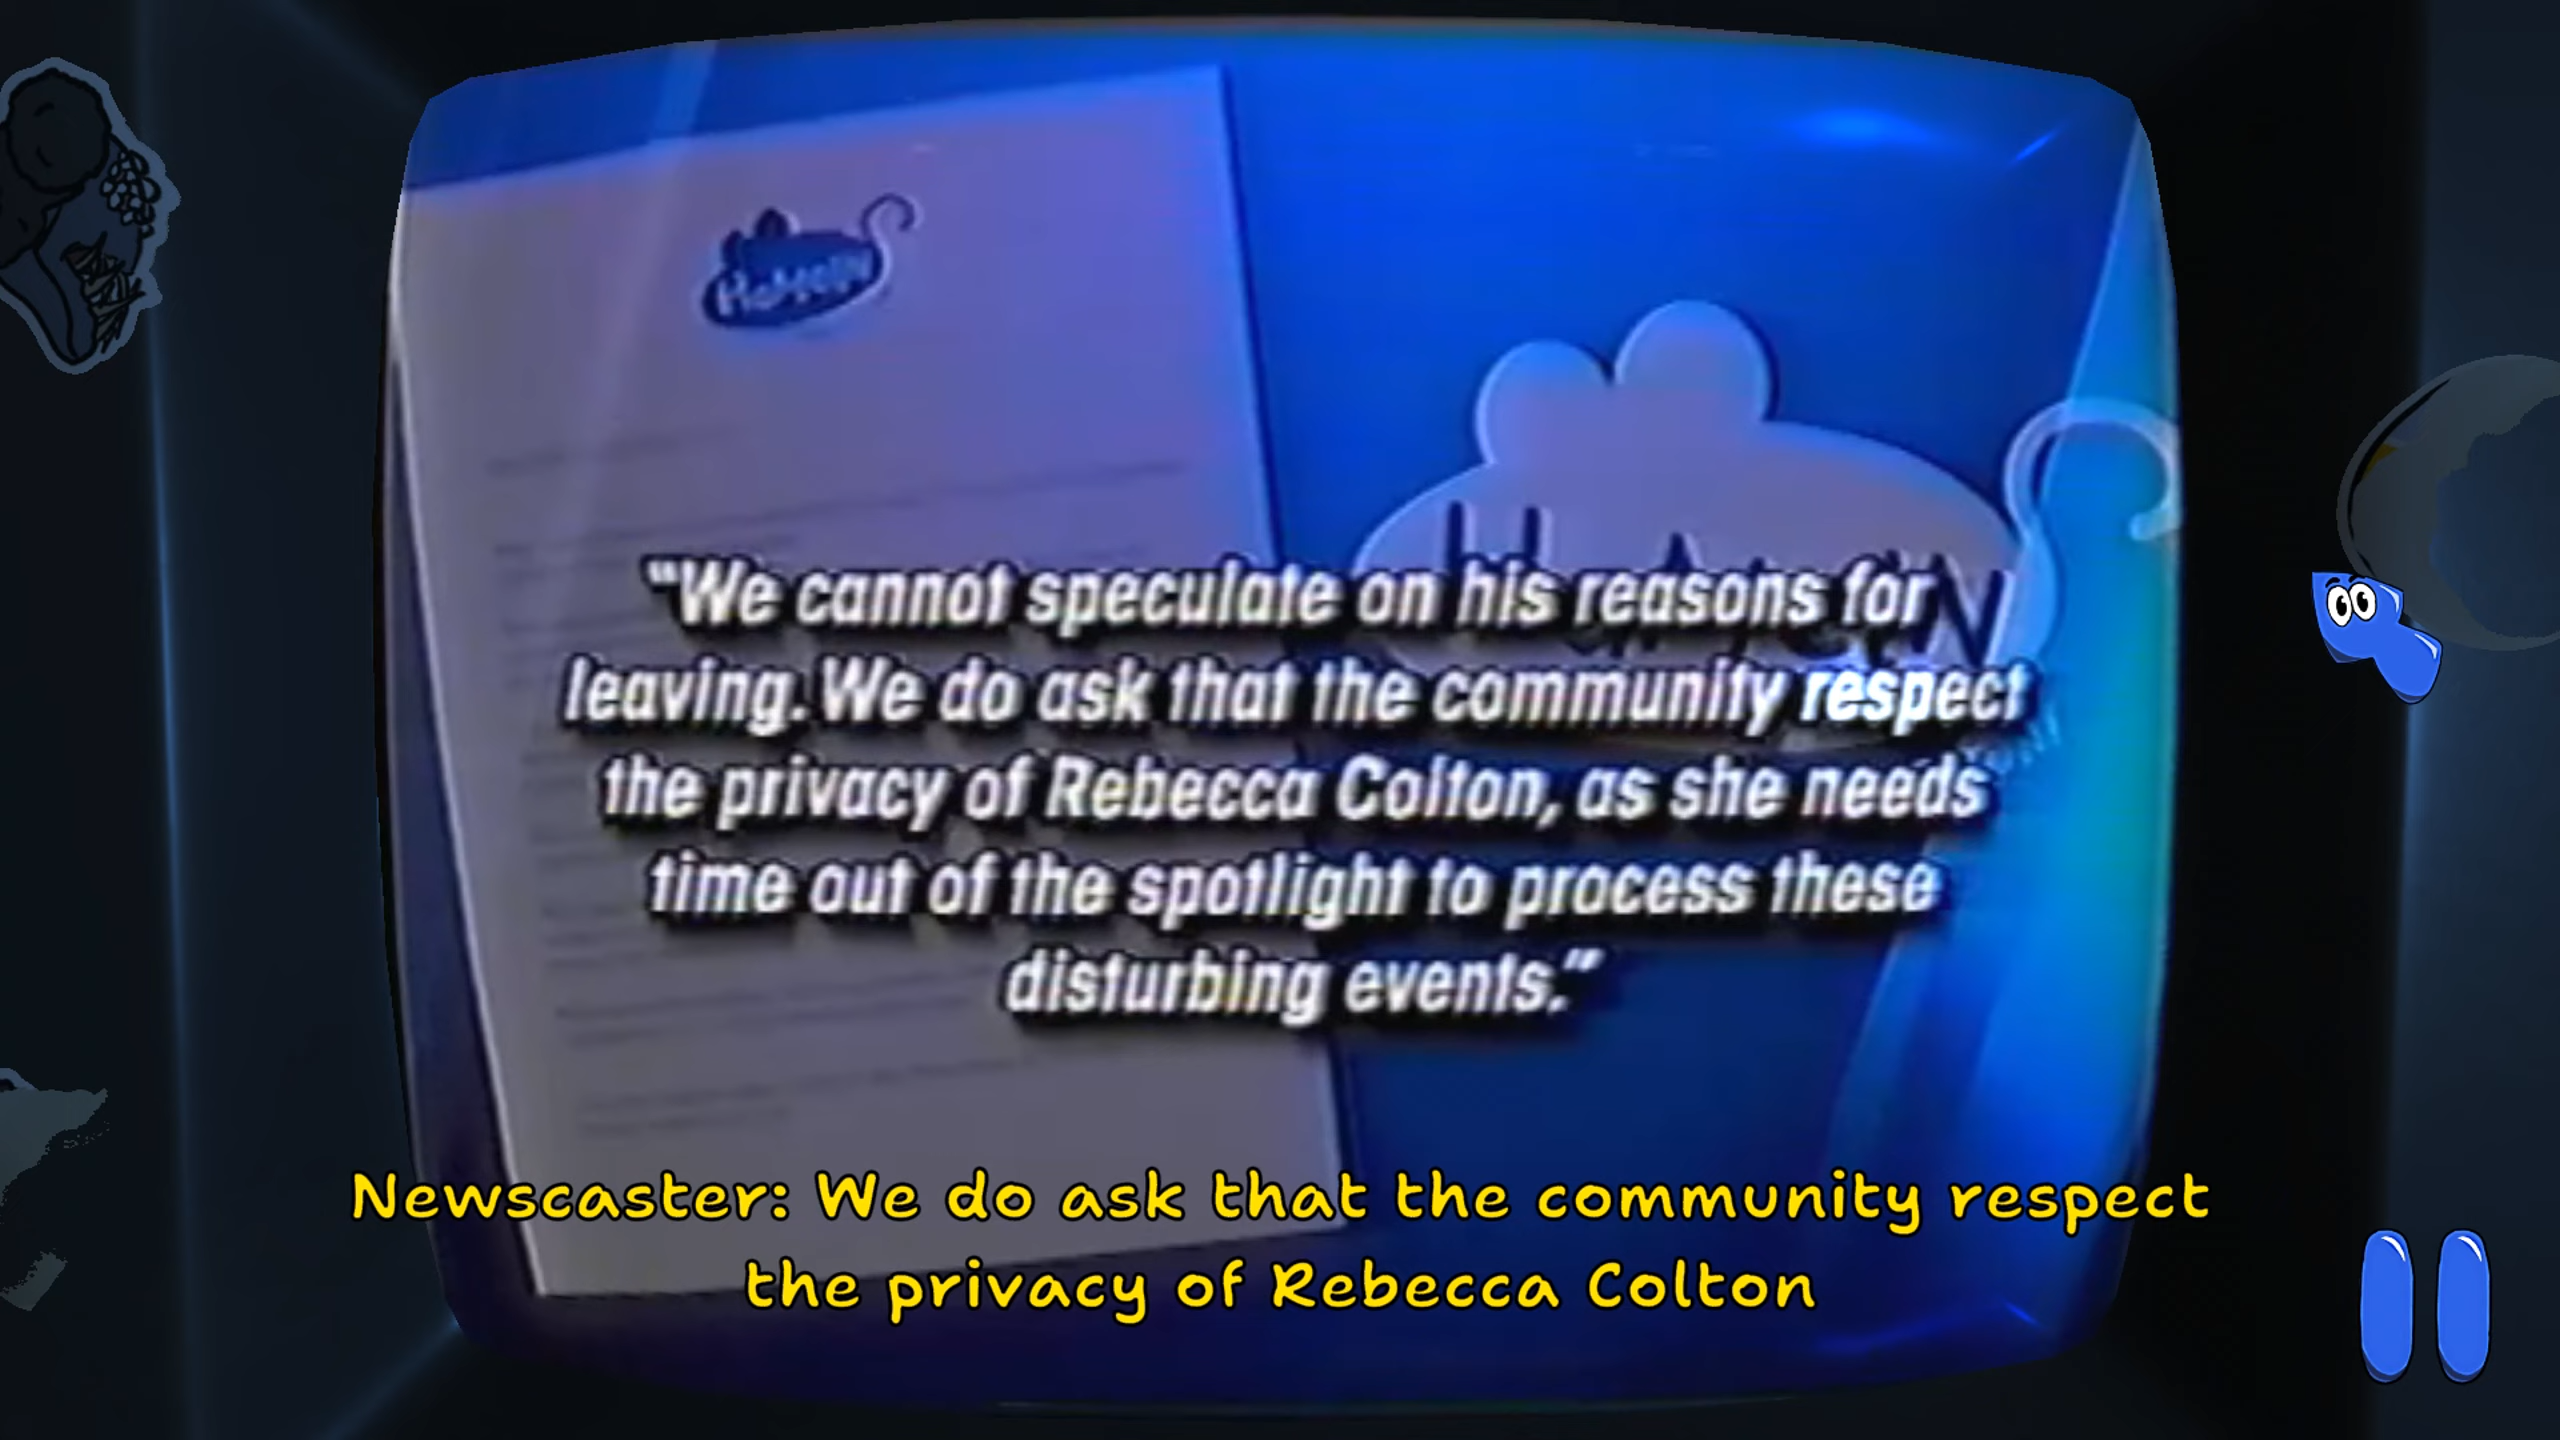 “We cannot speculate on his reasons for
leaving. We do ask that the community respect
the privacy of Rebecca Colton, as she needs
time out of the spotlight to process these
disturbing events.”
Newscaster: We do ask that the community respect
the privacy of Rebecca Colton